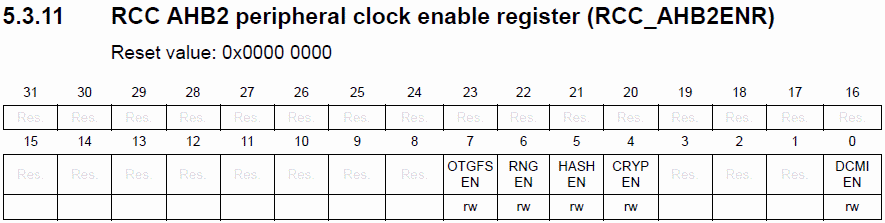 5.3.11 RCC AHB2 peripheral clock enable register (RCC_AHB2ENR)
Reset value: 0x0000 0000
31 30 29 28 27 26 25 24 23 22 21 20 19 18 17 16
Res. Res. Res. Res. Res. Res. Res. Res. Res. Res. Res. Res. Res. Res. Res. Res.
15 14 13 12 11 10 9 8 7 6 5 4 3 2 1 0
Res. Res. Res. Res. Res. Res. Res. Res. OTGFS EN RNG EN HASH EN CRYP EN Res. Res. Res. DCMI EN
rw rw rw rw rw